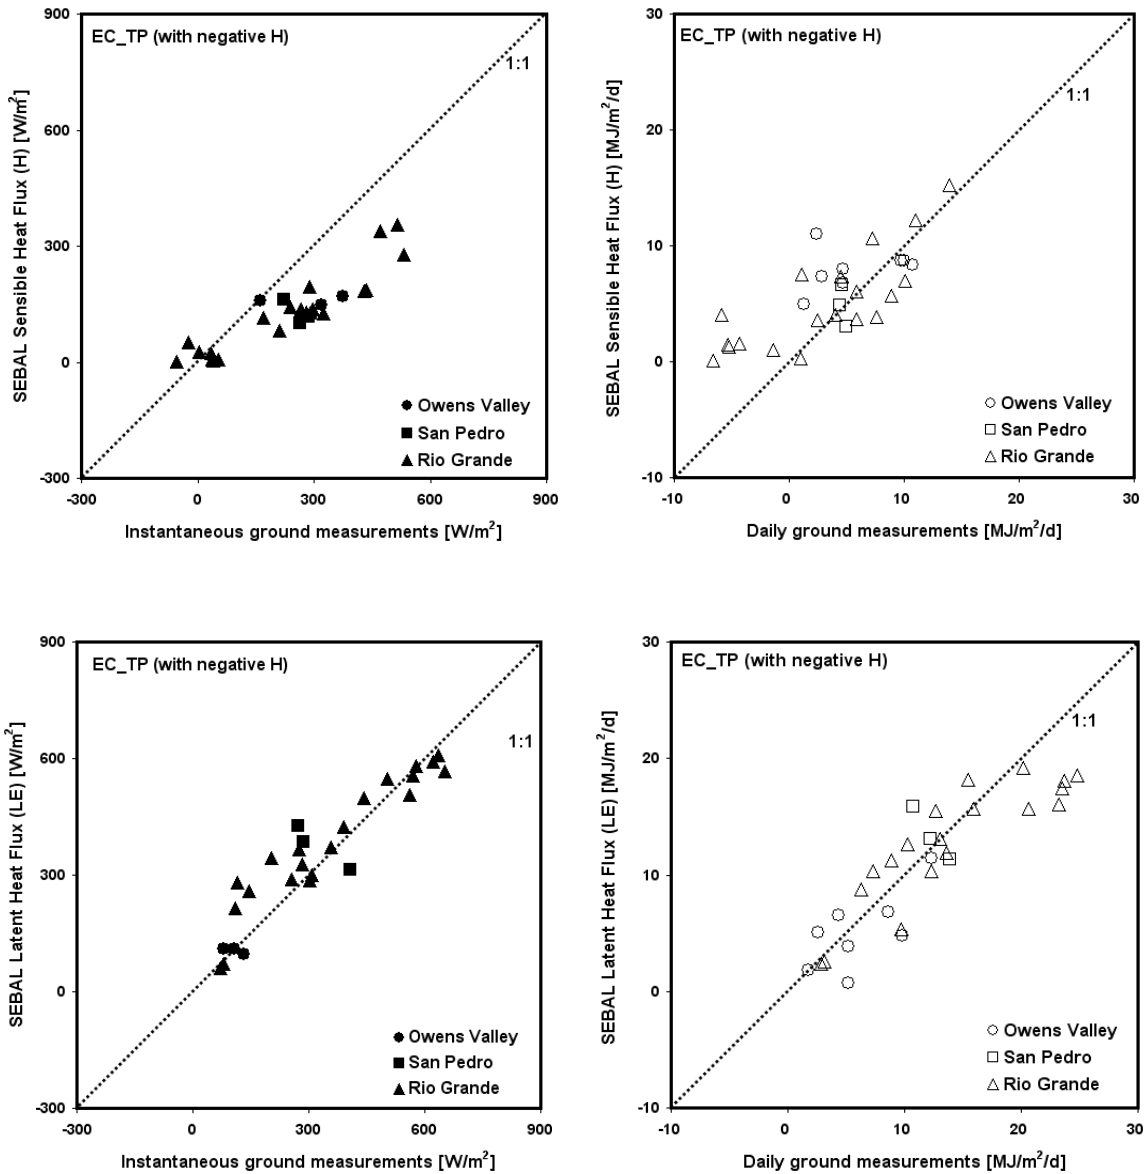 EC_TP (with negative H)
1:1
SEBAL Sensible Heat Flux (H) [W/m²]
900
600
300
0
-300
Owens Valley
San Pedro
Rio Grande
-300 0 300 600 900
Instantaneous ground measurements [W/m²]
EC_TP (with negative H)
1:1
SEBAL Sensible Heat Flux (H) [MJ/m²/d]
30
20
10
0
-10
Owens Valley
San Pedro
Rio Grande
-10 0 10 20 30
Daily ground measurements [MJ/m²/d]
EC_TP (with negative H)
1:1
SEBAL Latent Heat Flux (LE) [W/m²]
900
600
300
0
-300
Owens Valley
San Pedro
Rio Grande
-300 0 300 600 900
Instantaneous ground measurements [W/m²]
EC_TP (with negative H)
1:1
SEBAL Latent Heat Flux (LE) [MJ/m²/d]
30
20
10
0
-10
Owens Valley
San Pedro
Rio Grande
-10 0 10 20 30
Daily ground measurements [MJ/m²/d]